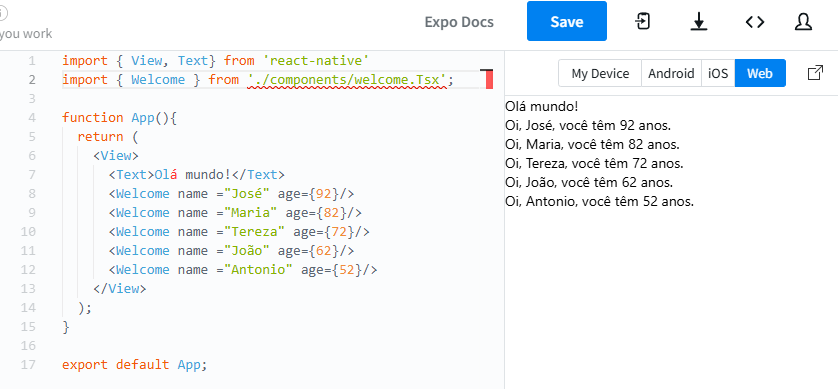 Expo Docs Save
you work
1 import { View, Text} from 'react-native'
2 import { Welcome } from './components/welcome.Tsx';
3
4 function App(){
5 return (
6 <View>
7 <Text>Olá mundo!</Text>
8 <Welcome name ="José" age={92}/>
9 <Welcome name ="Maria" age={82}/>
10 <Welcome name ="Tereza" age={72}/>
11 <Welcome name ="João" age={62}/>
12 <Welcome name ="Antonio" age={52}/>
13 </View>
14 );
15 }
16
17 export default App;
My Device Android iOS Web
Olá mundo!
Oi, José, você têm 92 anos.
Oi, Maria, você têm 82 anos.
Oi, Tereza, você têm 72 anos.
Oi, João, você têm 62 anos.
Oi, Antonio, você têm 52 anos.